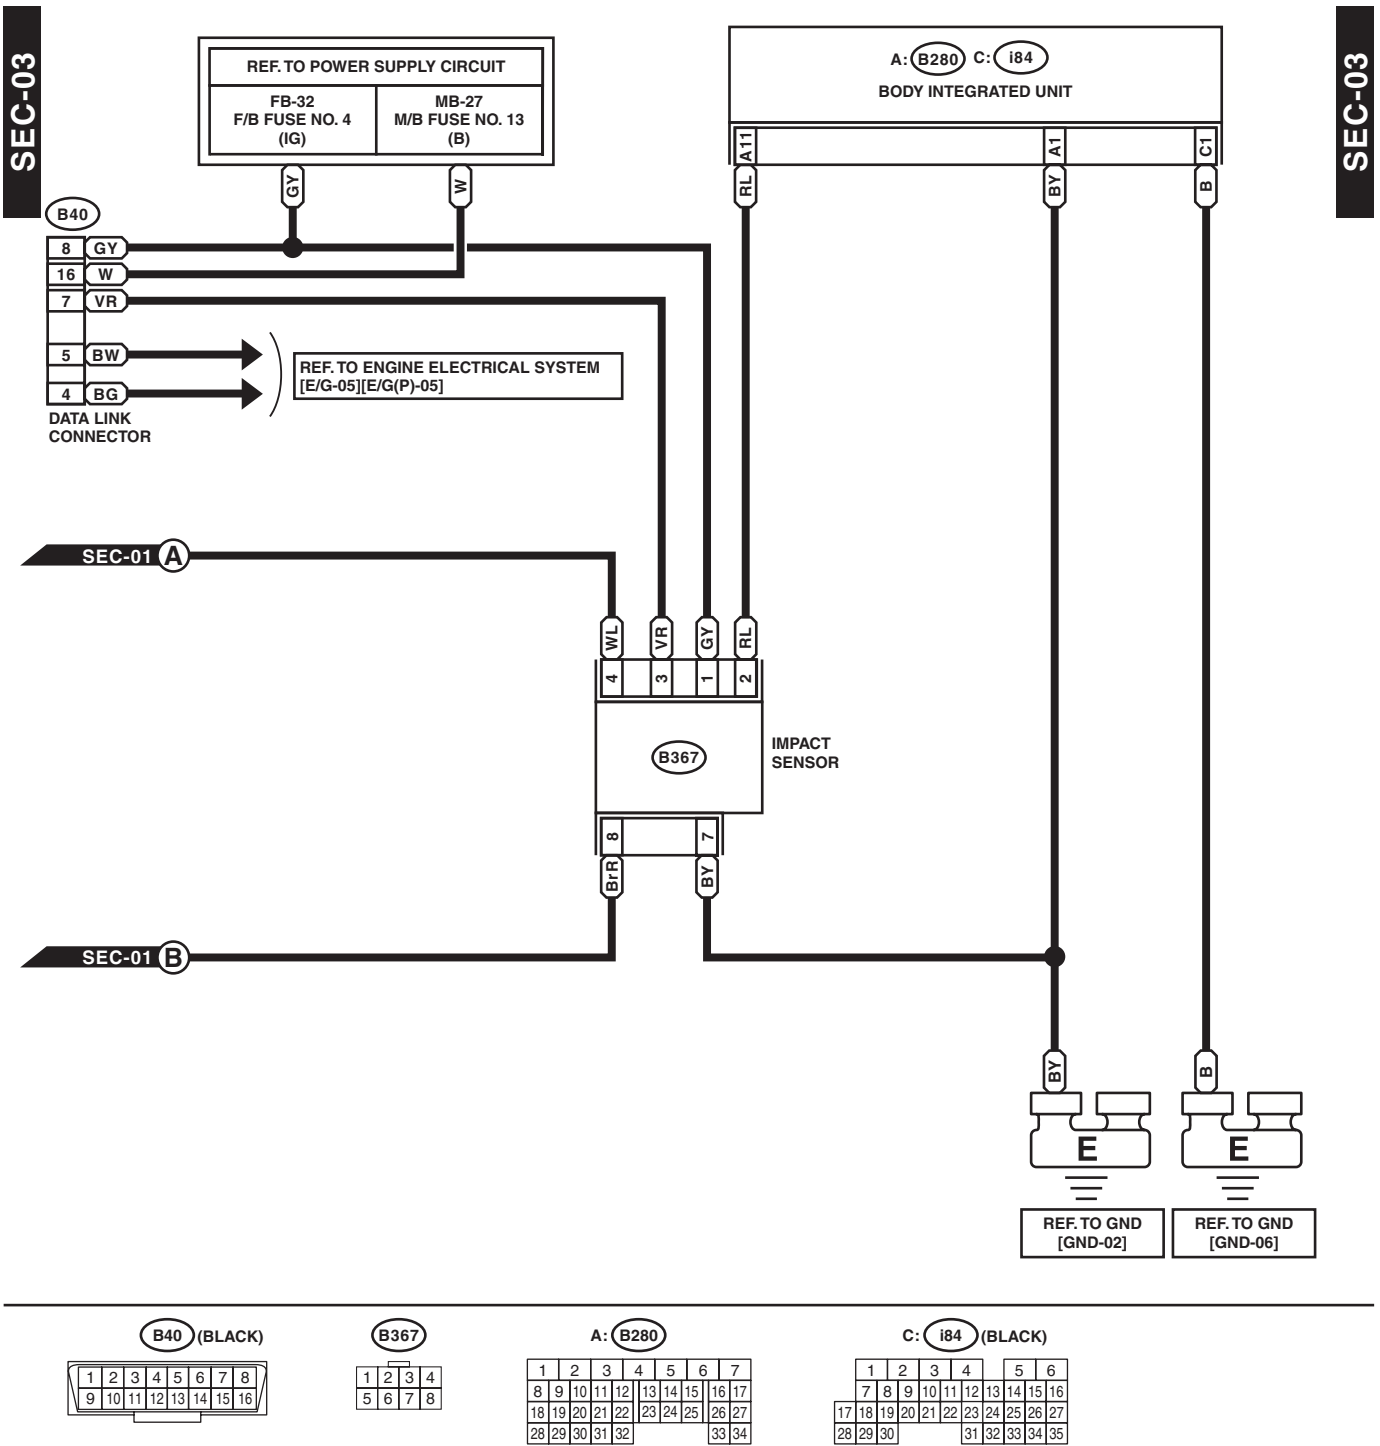 SEC-03
SEC-03
REF. TO POWER SUPPLY CIRCUIT
FB-32
F/B FUSE NO. 4
(IG)
MB-27
M/B FUSE NO. 13
(B)
GY
W
A: B280 C: i84
BODY INTEGRATED UNIT
A11
A1
C1
RL
BY
B
B40
8 GY
16 W
7 VR
5 BW
4 BG
DATA LINK
CONNECTOR
REF. TO ENGINE ELECTRICAL SYSTEM
[E/G-05][E/G(P)-05]
SEC-01 A
WL
VR
GY
RL
4
3
1
2
B367
IMPACT
SENSOR
8
7
BrR
BY
SEC-01 B
BY
B
E
E
REF. TO GND
[GND-02]
REF. TO GND
[GND-06]
B40 (BLACK)
1 2 3 4 5 6 7 8
9 10 11 12 13 14 15 16
B367
1 2 3 4
5 6 7 8
A: B280
1 2 3 4 5 6 7
8 9 10 11 12 13 14 15 16 17
18 19 20 21 22 23 24 25 26 27
28 29 30 31 32 33 34
C: i84 (BLACK)
1 2 3 4 5 6
7 8 9 10 11 12 13 14 15 16
17 18 19 20 21 22 23 24 25 26 27
28 29 30 31 32 33 34 35